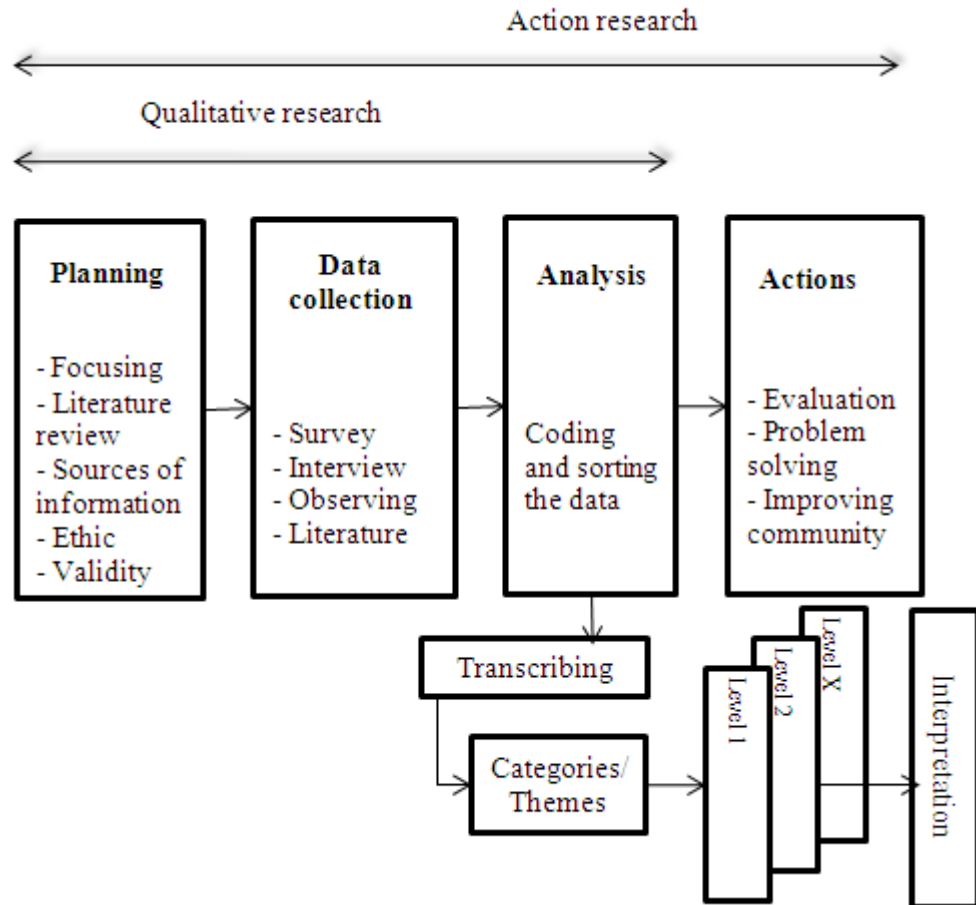 Action research
Qualitative research
Planning
- Focusing
- Literature
review
- Sources of
information
- Ethic
- Validity
Data
collection
- Survey
- Interview
- Observing
- Literature
Analysis
Coding
and sorting
the data
Actions
- Evaluation
- Problem
solving
- Improving
community
Transcribing
Categories/
Themes
Level 1
Level 2
Level X
Interpretation